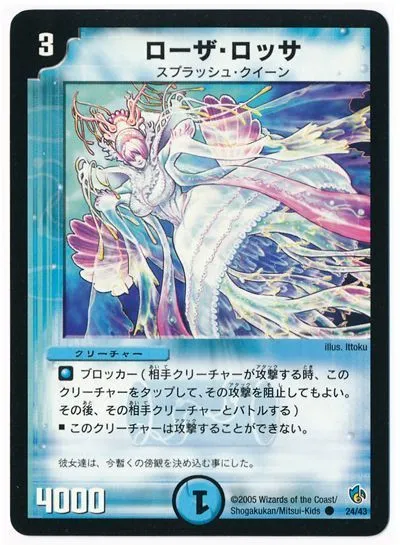 3
ローザ・ロッサ
スプラッシュ・クイーン
illus. Ittoku
クリーチャー
ブロッカー(相手クリーチャーが攻撃する時、この
クリーチャーをタップして、その攻撃を阻止してもよい。
その後、その相手クリーチャーとバトルする)
■このクリーチャーは攻撃することができない。
彼女達は、今暫くの傍観を決め込む事にした。
4000
1
©2005 Wizards of the Coast/
Shogakukan/Mitsui-Kids ● 24/43